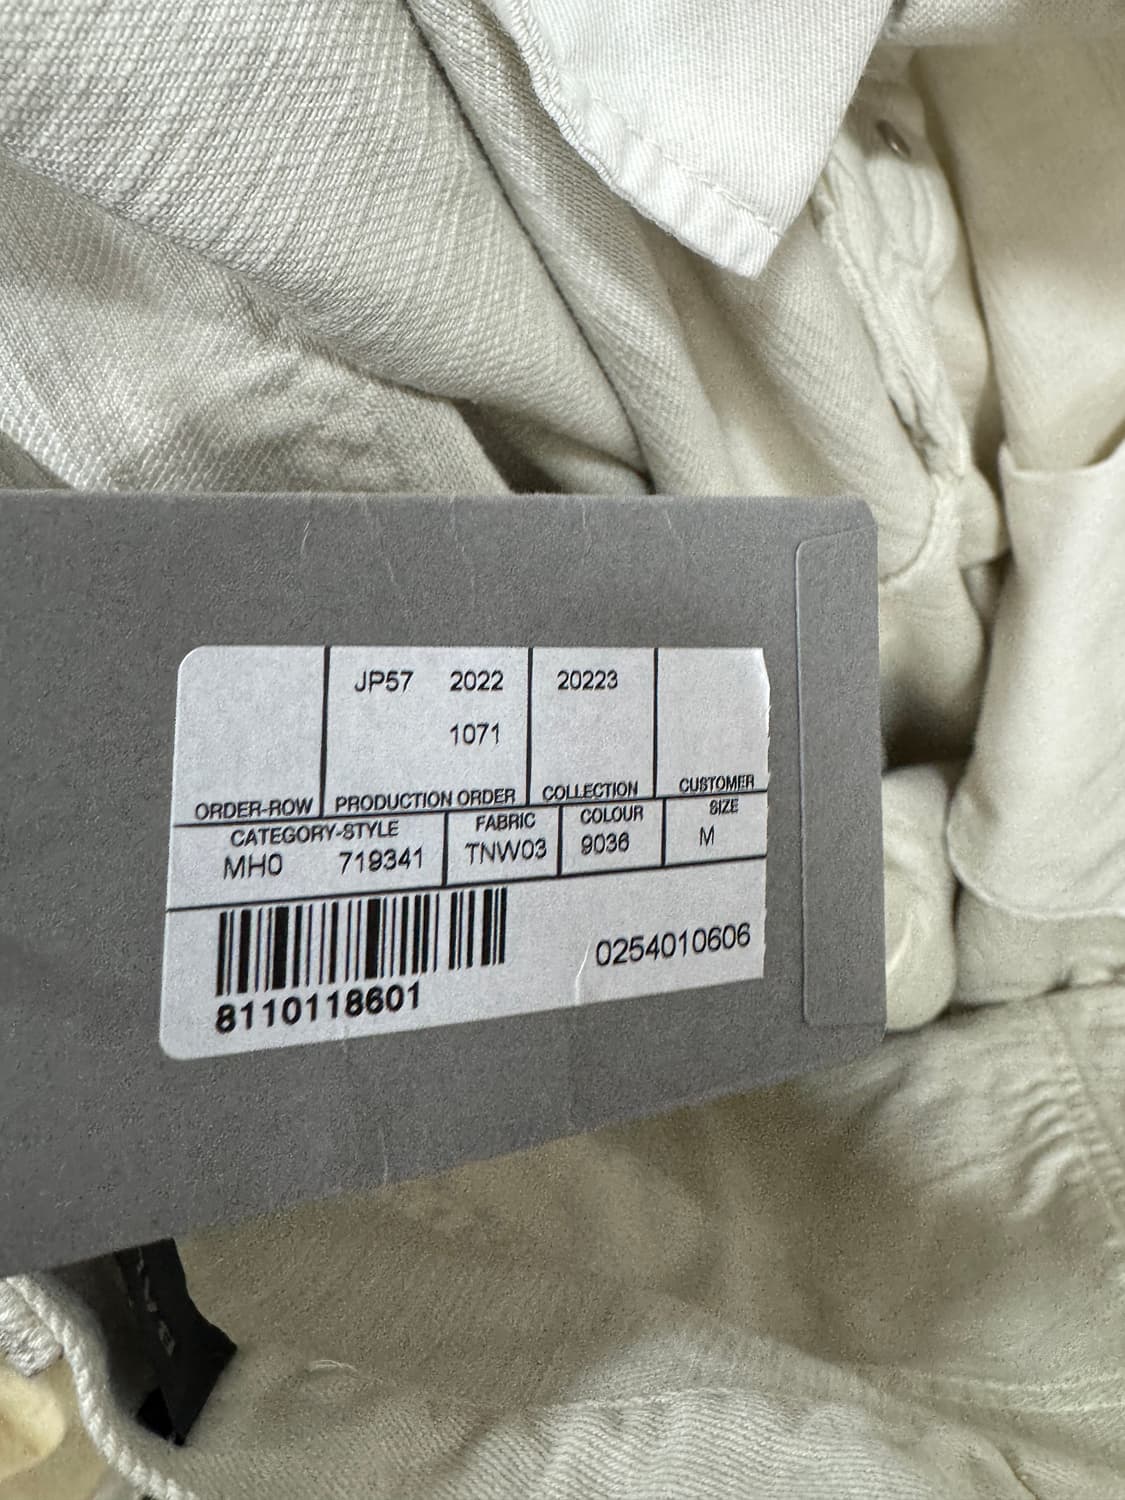 JP57 2022 20223
1071
ORDER-ROW PRODUCTION ORDER COLLECTION CUSTOMER
CATEGORY-STYLE FABRIC COLOUR SIZE
MH0 719341 TNW03 9036 M
8110118601 0254010606